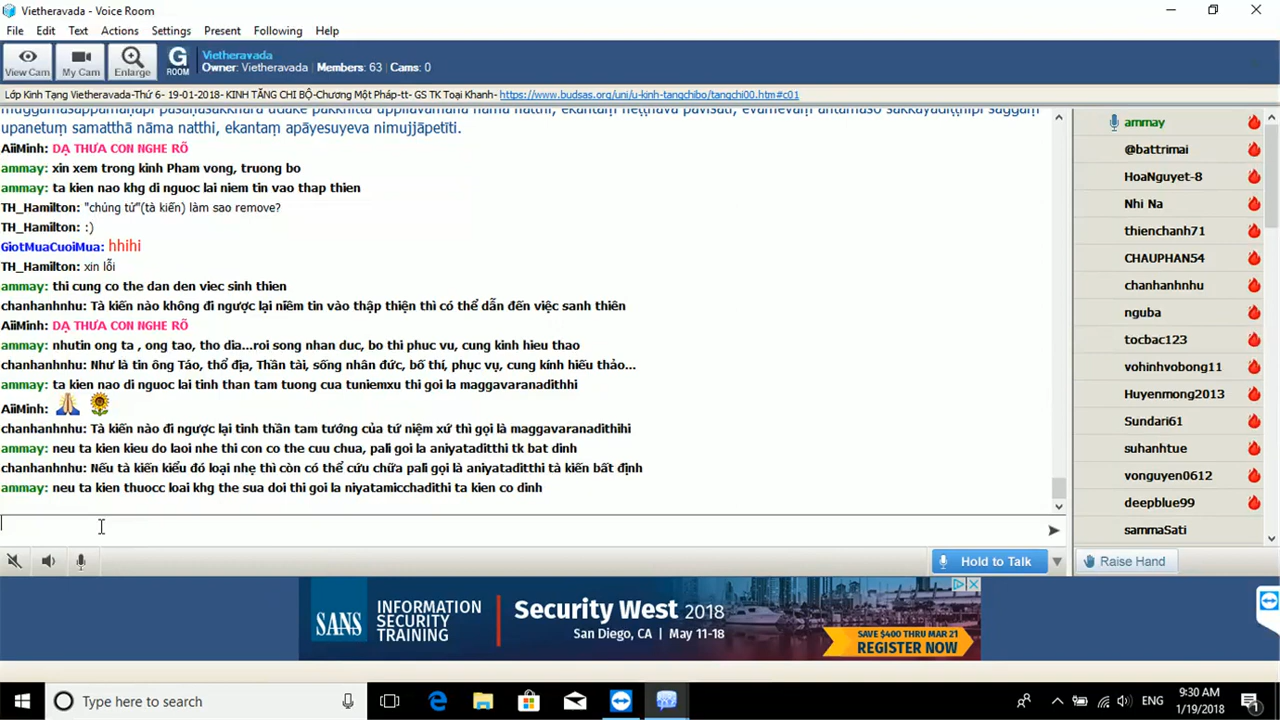 Vietheravada - Voice Room
File Edit Text Actions Settings Present Following Help
View Cam My Cam Enlarge G ROOM
Vietheravada
Owner: Vietheravada Members: 63 Cams: 0
Lớp Kinh Tạng Vietheravada-Thứ 6- 19-01-2018- KINH TĂNG CHI BỘ-Chương Một Pháp-tt- GS TK Toại Khanh- https://www.budsas.org/uni/u-kinh-tangchibo/tangchi00.htm#c01
upanetuṃ samatthā nāma natthi, ekantaṃ apāyesuyeva nimujjāpetīti.
AiiMinh: DẠ THƯA CON NGHE RÕ
ammay: xin xem trong kinh Pham vong, truong bo
ammay: ta kien nao khg di nguoc lai niem tin vao thap thien
TH_Hamilton: "chủng tử"(tà kiến) làm sao remove?
TH_Hamilton: :)
GiotMuaCuoiMua: hhihi
TH_Hamilton: xin lỗi
ammay: thi cung co the dan den viec sinh thien
chanhanhnhu: Tà kiến nào không đi ngược lại niềm tin vào thập thiện thì có thể dẫn đến việc sanh thiên
AiiMinh: DẠ THƯA CON NGHE RÕ
ammay: nhutin ong ta , ong tao, tho dia...roi song nhan duc, bo thi phuc vu, cung kinh hieu thao
chanhanhnhu: Như là tin ông Táo, thổ địa, Thần tài, sống nhân đức, bố thí, phục vụ, cung kính hiếu thảo...
ammay: ta kien nao di nguoc lai tinh than tam tuong cua tuniemxu thi goi la maggavaranadithhi
AiiMinh:
chanhanhnhu: Tà kiến nào đi ngược lại tinh thần tam tướng của tứ niệm xứ thì gọi là maggavaranadithihi
ammay: neu ta kien kieu do laoi nhe thi con co the cuu chua, pali goi la aniyataditthi tk bat dinh
chanhanhnhu: Nếu tà kiến kiểu đó loại nhẹ thì còn có thể cứu chữa pali gọi là aniyataditthi tà kiến bất định
ammay: neu ta kien thuocc loai khg the sua doi thi goi la niyatamicchadithi ta kien co dinh
ammay
@battrimai
HoaNguyet-8
Nhi Na
thienchanh71
CHAUPHAN54
chanhanhnhu
nguba
tocbac123
vohinhvobong11
Huyenmong2013
Sundari61
suhanhtue
vonguyen0612
deepblue99
sammaSati
Hold to Talk
Raise Hand
SANS INFORMATION SECURITY TRAINING
Security West 2018
San Diego, CA | May 11-18
SAVE $400 THRU MAR 21
REGISTER NOW
Type here to search
ENG
9:30 AM
1/19/2018
1